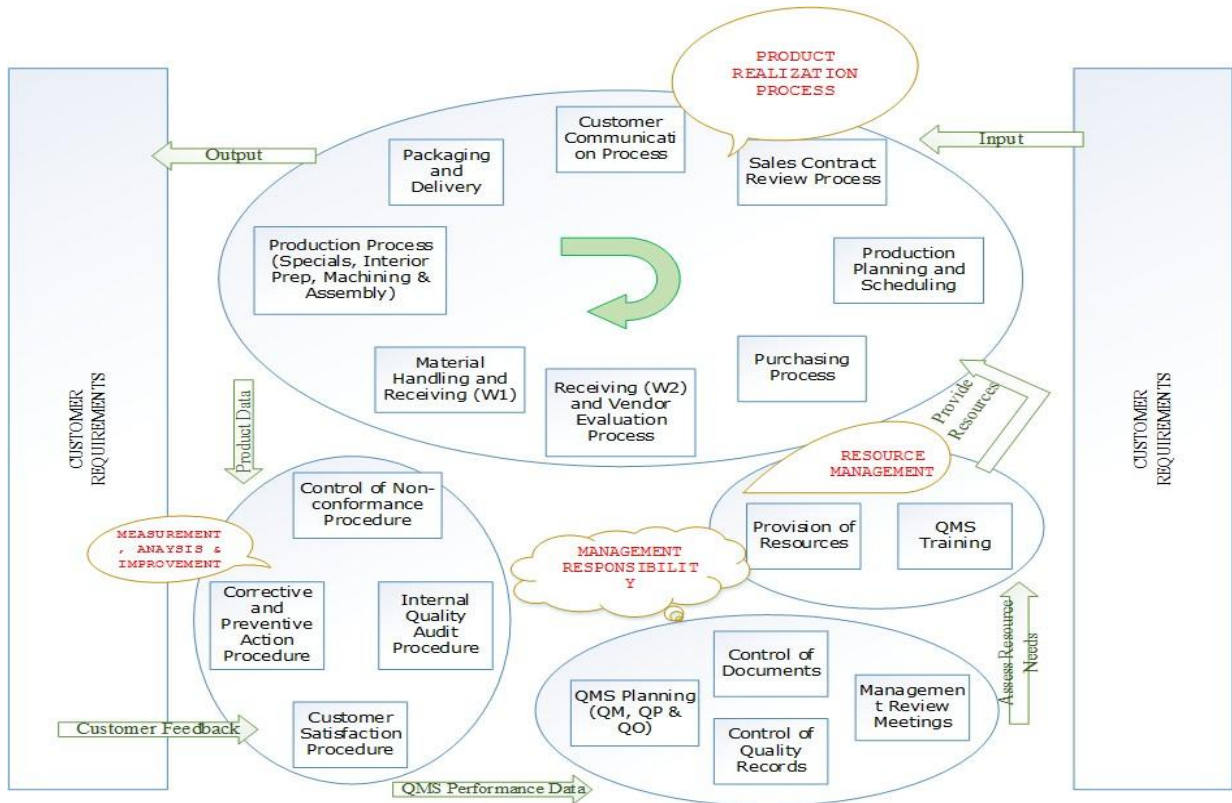 PRODUCT
REALIZATION
PROCESS
Customer
Communicati
on Process
Sales Contract
Review Process
Input
Output
Packaging
and
Delivery
Production Process
(Specials, Interior
Prep, Machining &
Assembly)
Production
Planning and
Scheduling
Material
Handling and
Receiving (W1)
Receiving (W2)
and Vendor
Evaluation
Process
Purchasing
Process
CUSTOMER
REQUIREMENTS
CUSTOMER
REQUIREMENTS
Product Data
Provide
Resources
RESOURCE
MANAGEMENT
Provision of
Resources
QMS
Training
Control of Non-
conformance
Procedure
MEASUREMENT
, ANAYSIS &
IMPROVEMENT
MANAGEMENT
RESPONSIBILIT
Y
Corrective
and
Preventive
Action
Procedure
Internal
Quality
Audit
Procedure
Customer
Satisfaction
Procedure
Customer Feedback
QMS Planning
(QM, QP &
QO)
Control of
Documents
Managemen
t Review
Meetings
Control of
Quality
Records
Assess Resource
Needs
QMS Performance Data